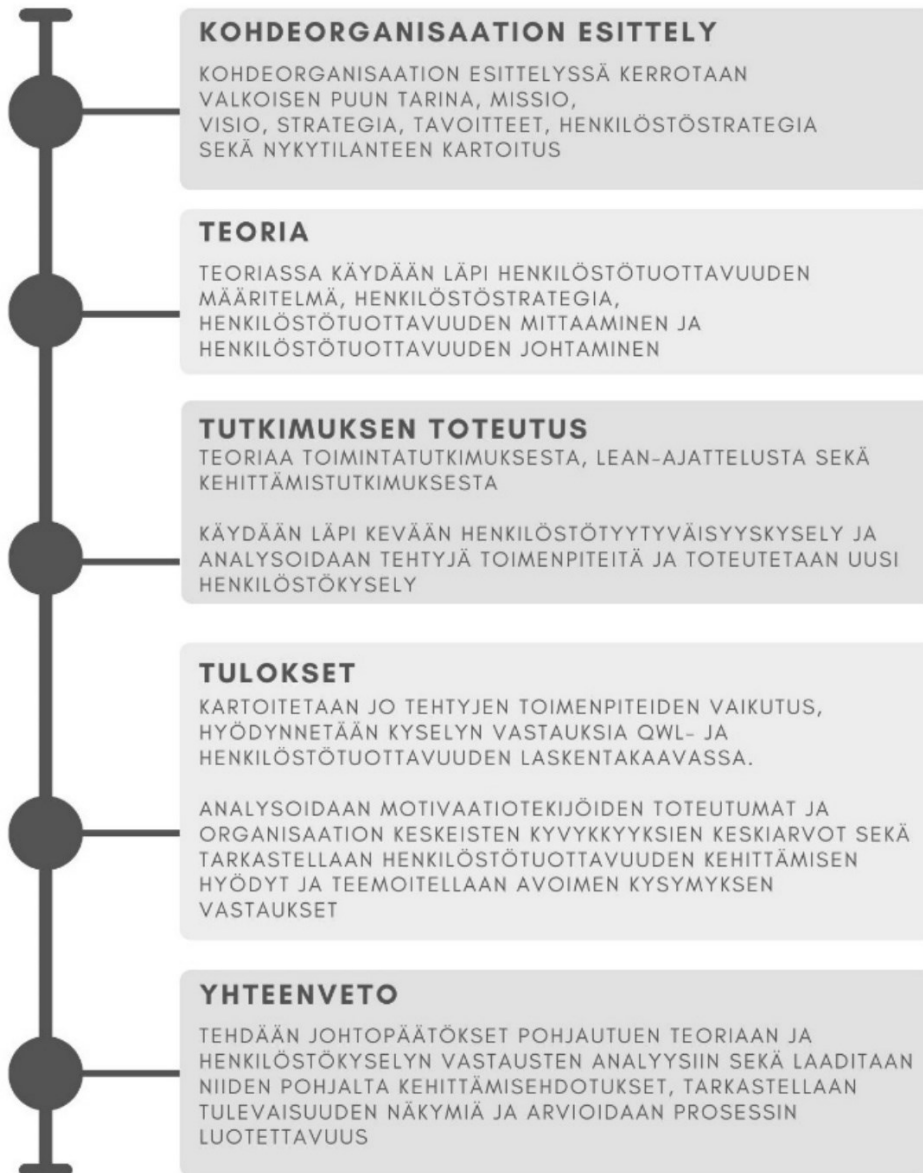 KOHDEORGANISAATION ESITTELY
KOHDEORGANISAATION ESITTELYSSÄ KERROTAAN
VALKOISEN PUUN TARINA, MISSIO,
VISIO, STRATEGIA, TAVOITTEET, HENKILÖSTÖSTRATEGIA
SEKÄ NYKYTILANTEEN KARTOITUS
TEORIA
TEORIASSA KÄYDÄÄN LÄPI HENKILÖSTÖTUOTTAVUUDEN
MÄÄRITELMÄ, HENKILÖSTÖSTRATEGIA,
HENKILÖSTÖTUOTTAVUUDEN MITTAAMINEN JA
HENKILÖSTÖTUOTTAVUUDEN JOHTAMINEN
TUTKIMUKSEN TOTEUTUS
TEORIAA TOIMINTATUTKIMUKSESTA, LEAN-AJATTELUSTA SEKÄ
KEHITTÄMISTUTKIMUKSESTA
KÄYDÄÄN LÄPI KEVÄÄN HENKILÖSTÖTYYTYVÄISYYSKYSELY JA
ANALYSOIDAAN TEHTYJÄ TOIMENPITEITÄ JA TOTEUTETAAN UUSI
HENKILÖSTÖKYSELY
TULOKSET
KARTOITETAAN JO TEHTYJEN TOIMENPITEIDEN VAIKUTUS,
HYÖDYNNETÄÄN KYSELYN VASTAUKSIA QWL- JA
HENKILÖSTÖTUOTTAVUUDEN LASKENTAKAAVASSA.
ANALYSOIDAAN MOTIVAATIOTEKIJÖIDEN TOTEUTUMAT JA
ORGANISAATION KESKEISTEN KYVYKKYYKSIEN KESKIARVOT SEKÄ
TARKASTELLAAN HENKILÖSTÖTUOTTAVUUDEN KEHITTÄMISEN
HYÖDYT JA TEEMOITELLAAN AVOIMEN KYSYMYKSEN
VASTAUKSET
YHTEENVETO
TEHDÄÄN JOHTOPÄÄTÖKSET POHJAUTUEN TEORIAAN JA
HENKILÖSTÖKYSELYN VASTAUSTEN ANALYYSIIN SEKÄ LAADITAAN
NIIDEN POHJALTA KEHITTÄMISEHDOTUKSET, TARKASTELLAAN
TULEVAISUUDEN NÄKYMIÄ JA ARVIOIDAAN PROSESSIN
LUOTETTAVUUS